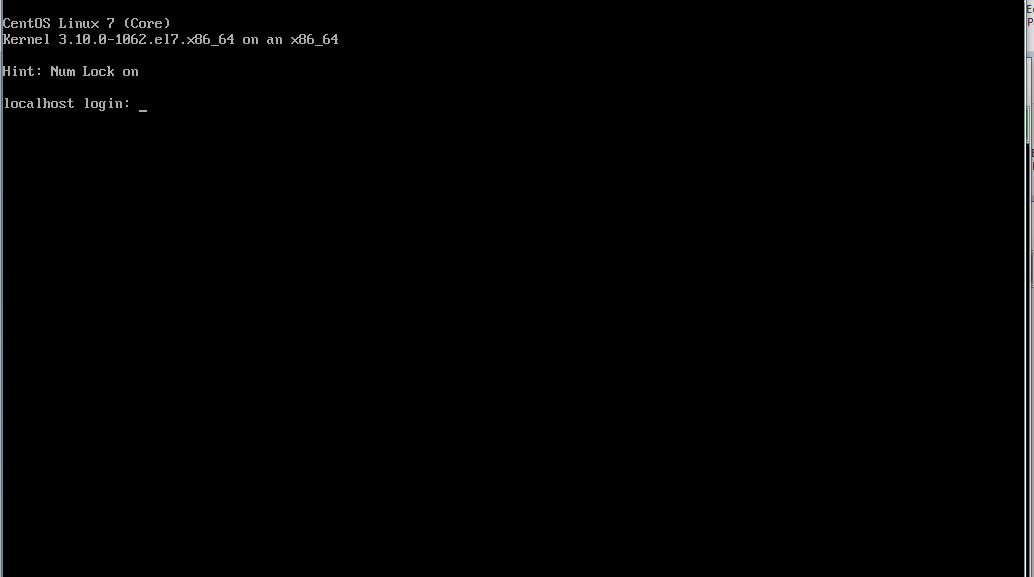 CentOS Linux 7 (Core)
Kernel 3.10.0-1062.el7.x86_64 on an x86_64
Hint: Num Lock on
localhost login: _